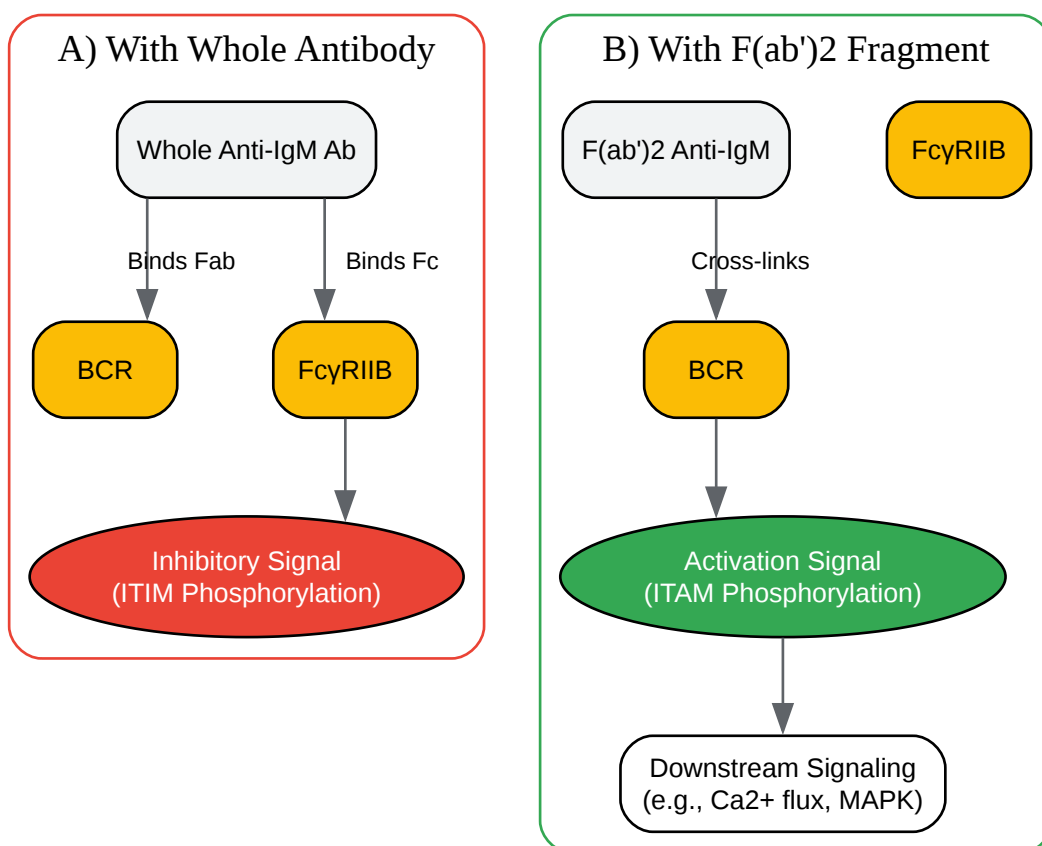 A) With Whole Antibody
Whole Anti-IgM Ab
Binds Fab
Binds Fc
BCR
FcγRIIB
Inhibitory Signal
(ITIM Phosphorylation)
B) With F(ab')2 Fragment
F(ab')2 Anti-IgM
FcγRIIB
Cross-links
BCR
Activation Signal
(ITAM Phosphorylation)
Downstream Signaling
(e.g., Ca2+ flux, MAPK)